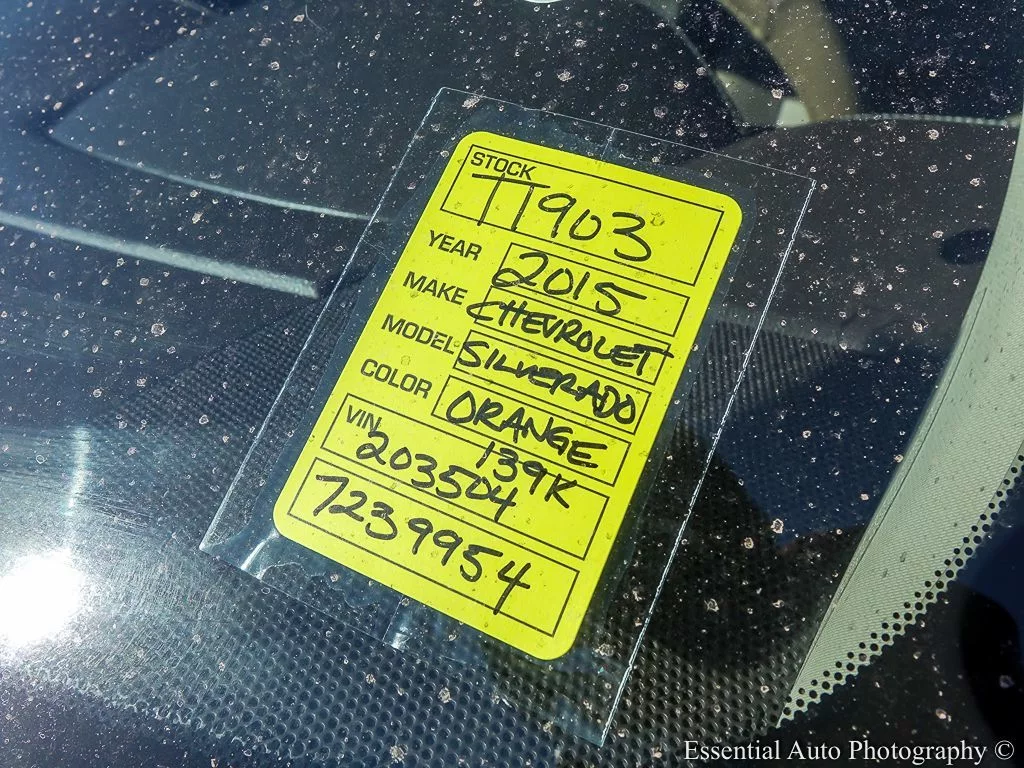 STOCK
TT903
YEAR 2015
MAKE CHEVROLET
MODEL SILVERADO
COLOR ORANGE
139K
VIN
203504
7239954
Essential Auto Photography ©